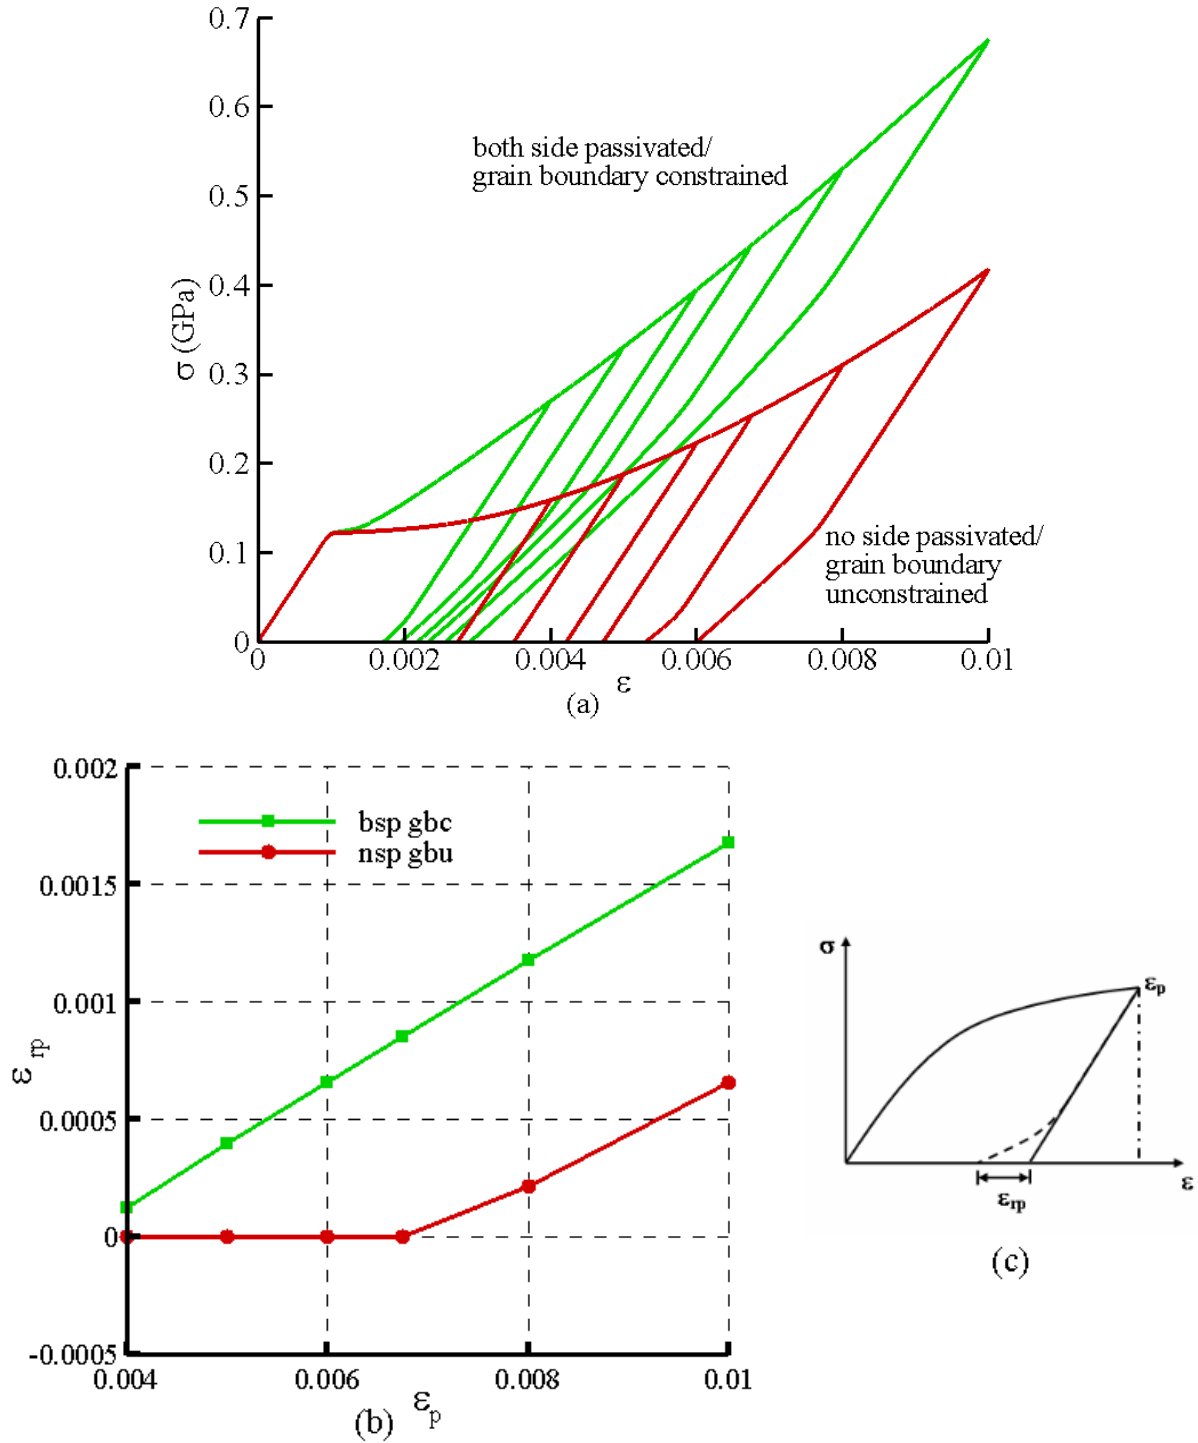 0.7
0.6
0.5
0.4
0.3
0.2
0.1
0
σ (GPa)
both side passivated/
grain boundary constrained
no side passivated/
grain boundary
unconstrained
0
0.002
0.004
0.006
0.008
0.01
ε
(a)
0.002
0.0015
0.001
0.0005
0
-0.0005
ε rp
bsp gbc
nsp gbu
0.004
0.006
0.008
0.01
εp
(b)
σ
εp
ε
εrp
(c)